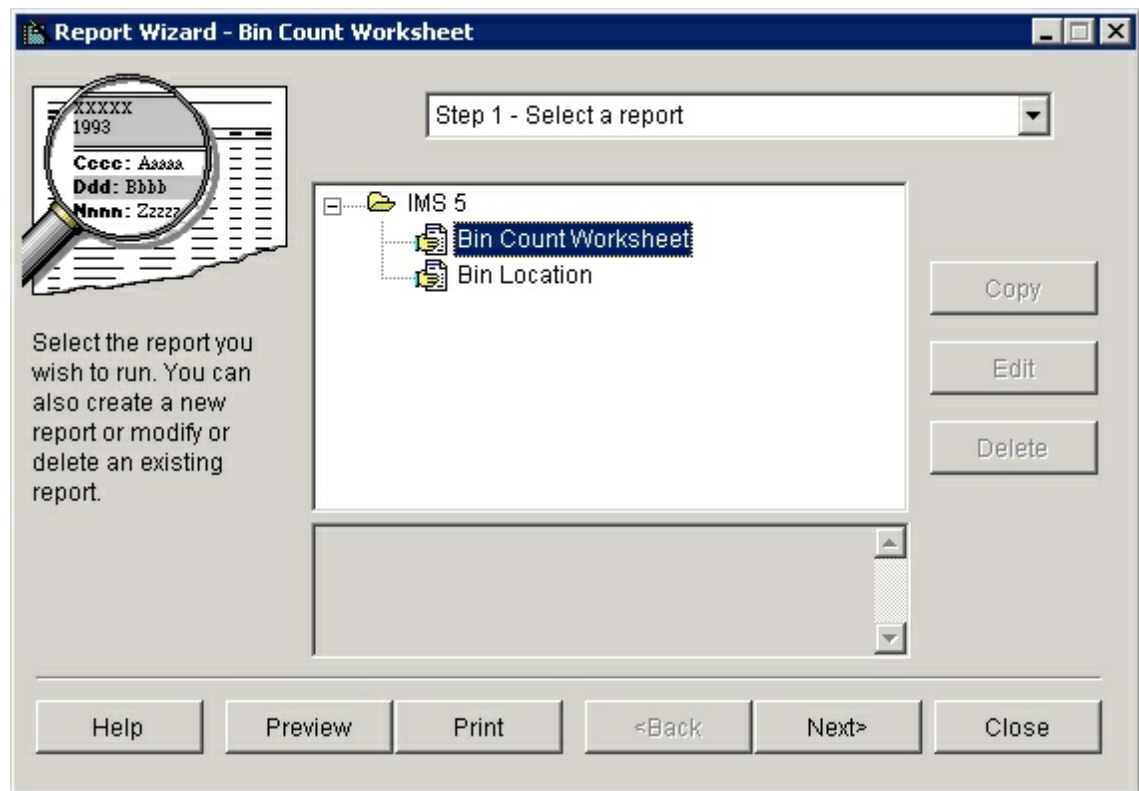 Report Wizard - Bin Count Worksheet
XXXXX
1993
Cccc: Aaaaa
Ddd: Bbbb
Nnnn: Zzzzz
Step 1 - Select a report
IMS 5
Bin Count Worksheet
Bin Location
Select the report you
wish to run. You can
also create a new
report or modify or
delete an existing
report.
Copy
Edit
Delete
Help
Preview
Print
<Back
Next>
Close